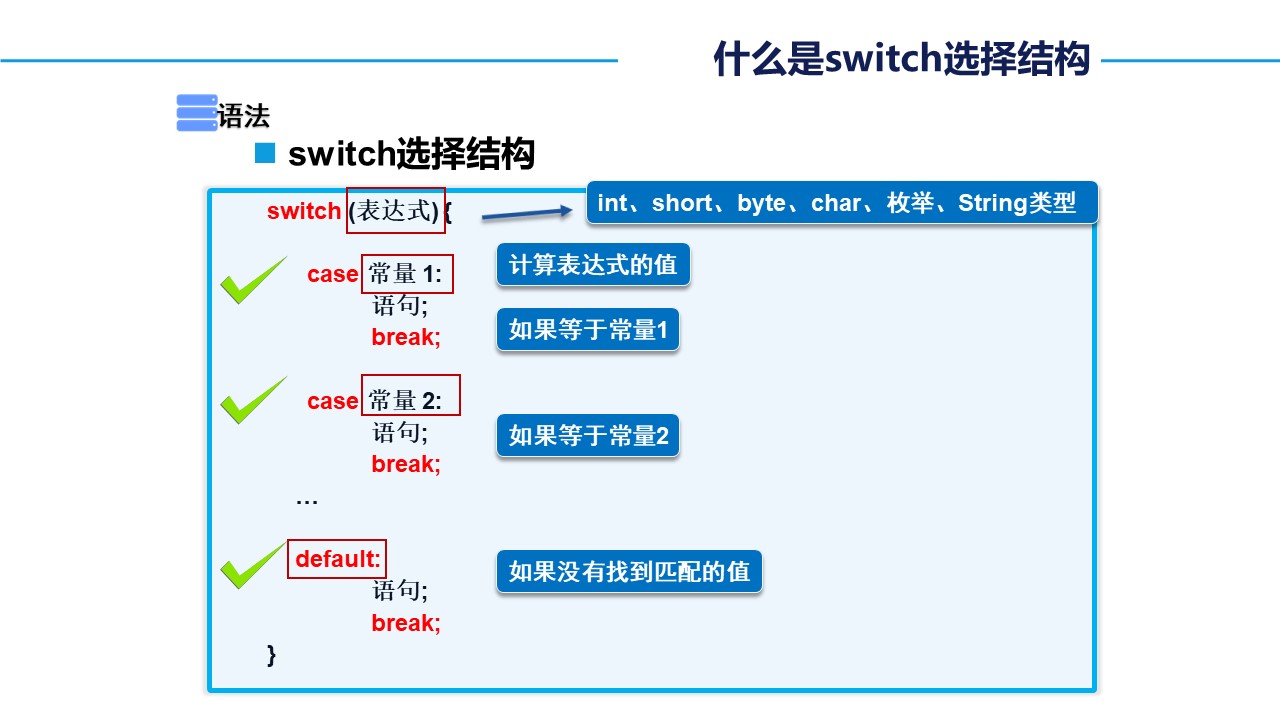 什么是switch选择结构
语法
switch选择结构
switch (表达式) {
int、short、byte、char、枚举、String类型
case 常量 1:
计算表达式的值
语句;
break;
如果等于常量1
case 常量 2:
语句;
break;
如果等于常量2
…
default:
如果没有找到匹配的值
语句;
break;
}